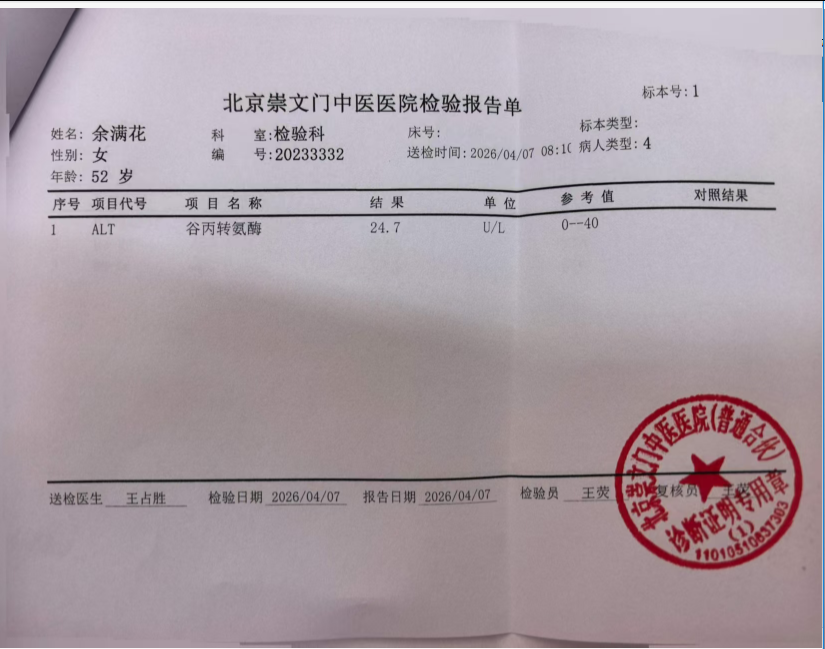 标本号:1
北京崇文门中医医院检验报告单
姓名: 余满花 科 室:检验科 床号: 标本类型:
性别: 女 编 号:20233332 送检时间:2026/04/07 08:10 病人类型:4
年龄: 52 岁
序号 项目代号 项 目 名 称 结 果 单 位 参 考 值 对照结果
1 ALT 谷丙转氨酶 24.7 U/L 0--40
送检医生 王占胜 检验日期 2026/04/07 报告日期 2026/04/07 检验员 王荧 复核员 王
北京崇文门中医医院(普通合伙)
诊断证明专用章
(1)